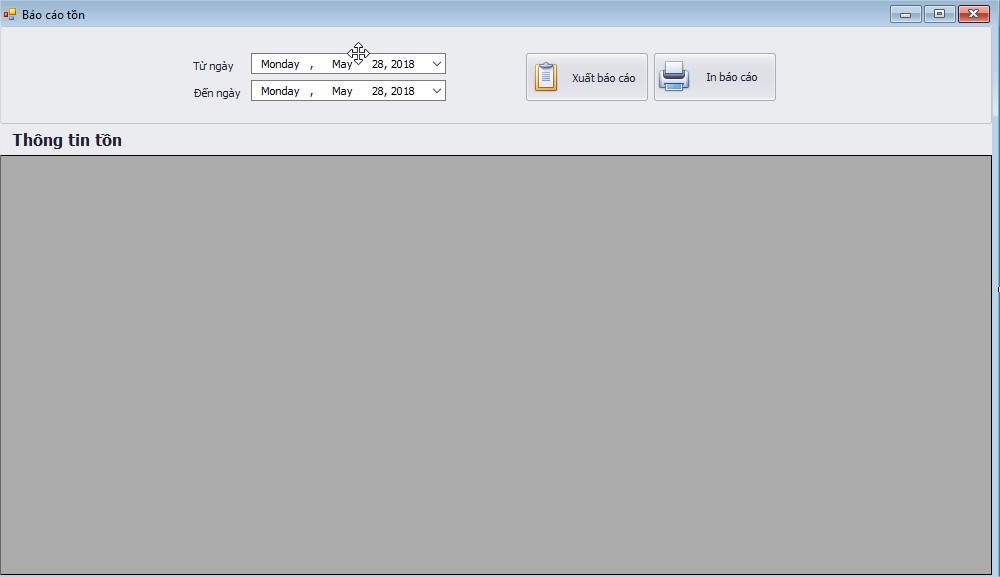 Báo cáo tồn
Từ ngày Monday , May 28, 2018
Đến ngày Monday , May 28, 2018
Xuất báo cáo
In báo cáo
Thông tin tồn